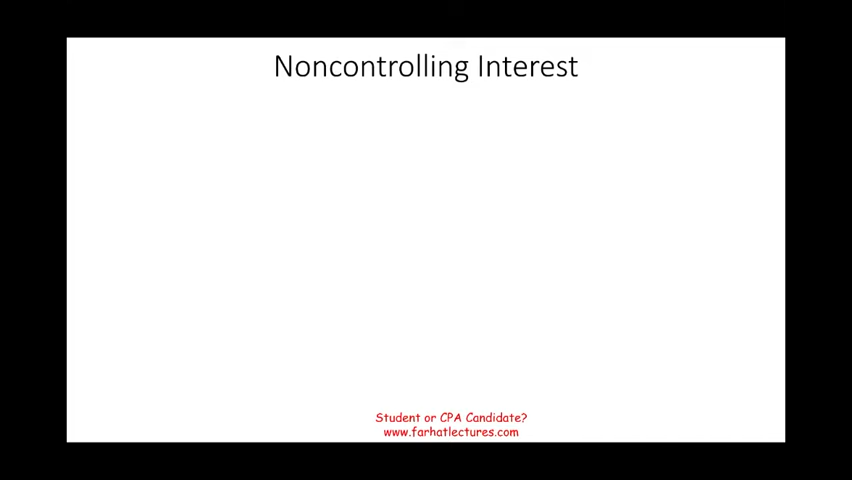 Noncontrolling Interest
Student or CPA Candidate?
www.farhatlectures.com